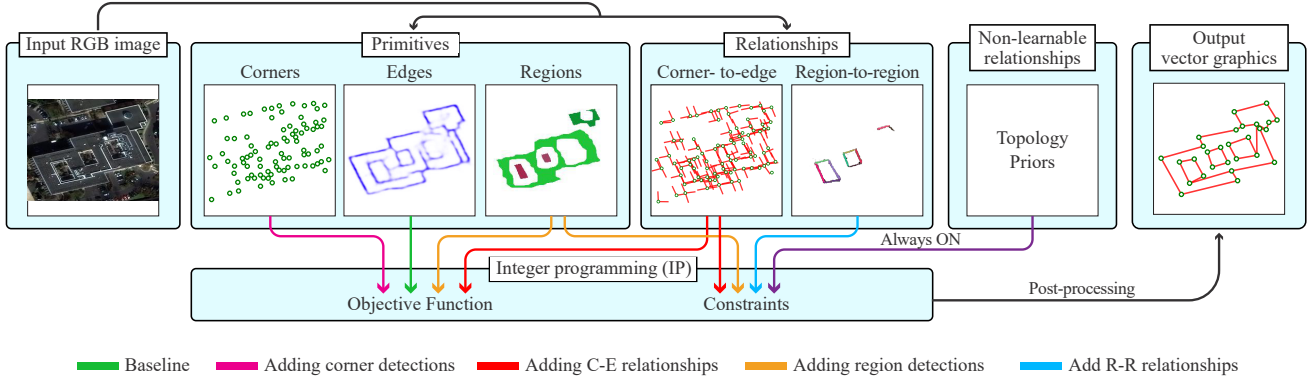 Input RGB image
Primitives
Relationships
Non-learnable
relationships
Output
vector graphics
Corners
Edges
Regions
Corner- to-edge
Region-to-region
Topology
Priors
Always ON
Integer programming (IP)
Objective Function
Constraints
Post-processing
Baseline
Adding corner detections
Adding C-E relationships
Adding region detections
Add R-R relationships